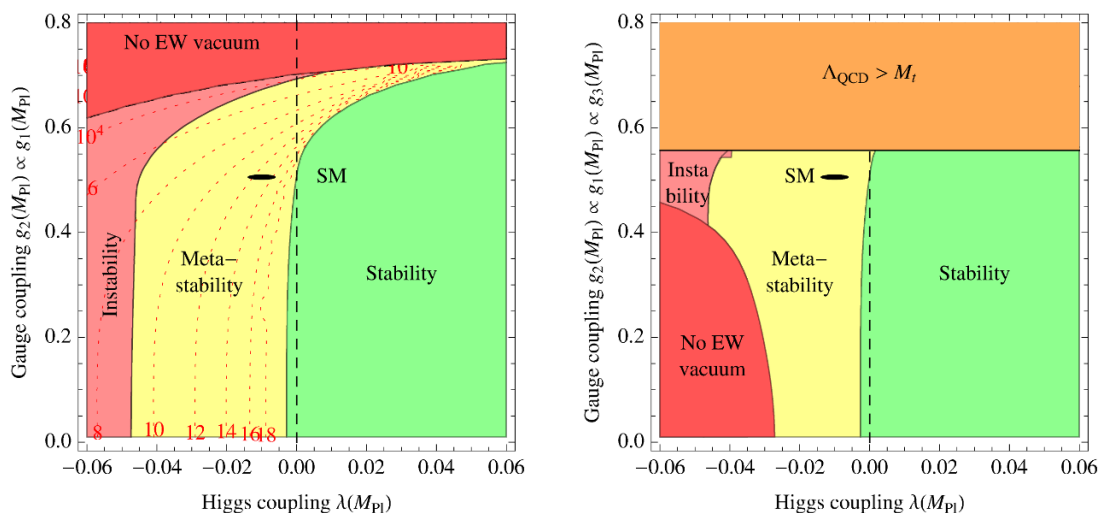 0.8
0.6
0.4
0.2
0.0
Gauge coupling g₂(M_Pl) ∝ g₁(M_Pl)
No EW vacuum
10
10⁴
6
SM
Instability
Meta−
stability
Stability
8
10
12
14
16
18
−0.06
−0.04
−0.02
0.00
0.02
0.04
0.06
Higgs coupling λ(M_Pl)
0.8
0.6
0.4
0.2
0.0
Gauge coupling g₂(M_Pl) ∝ g₁(M_Pl) ∝ g₃(M_Pl)
Λ_QCD > M_t
Insta
bility
SM
Meta−
stability
Stability
No EW
vacuum
−0.06
−0.04
−0.02
0.00
0.02
0.04
0.06
Higgs coupling λ(M_Pl)